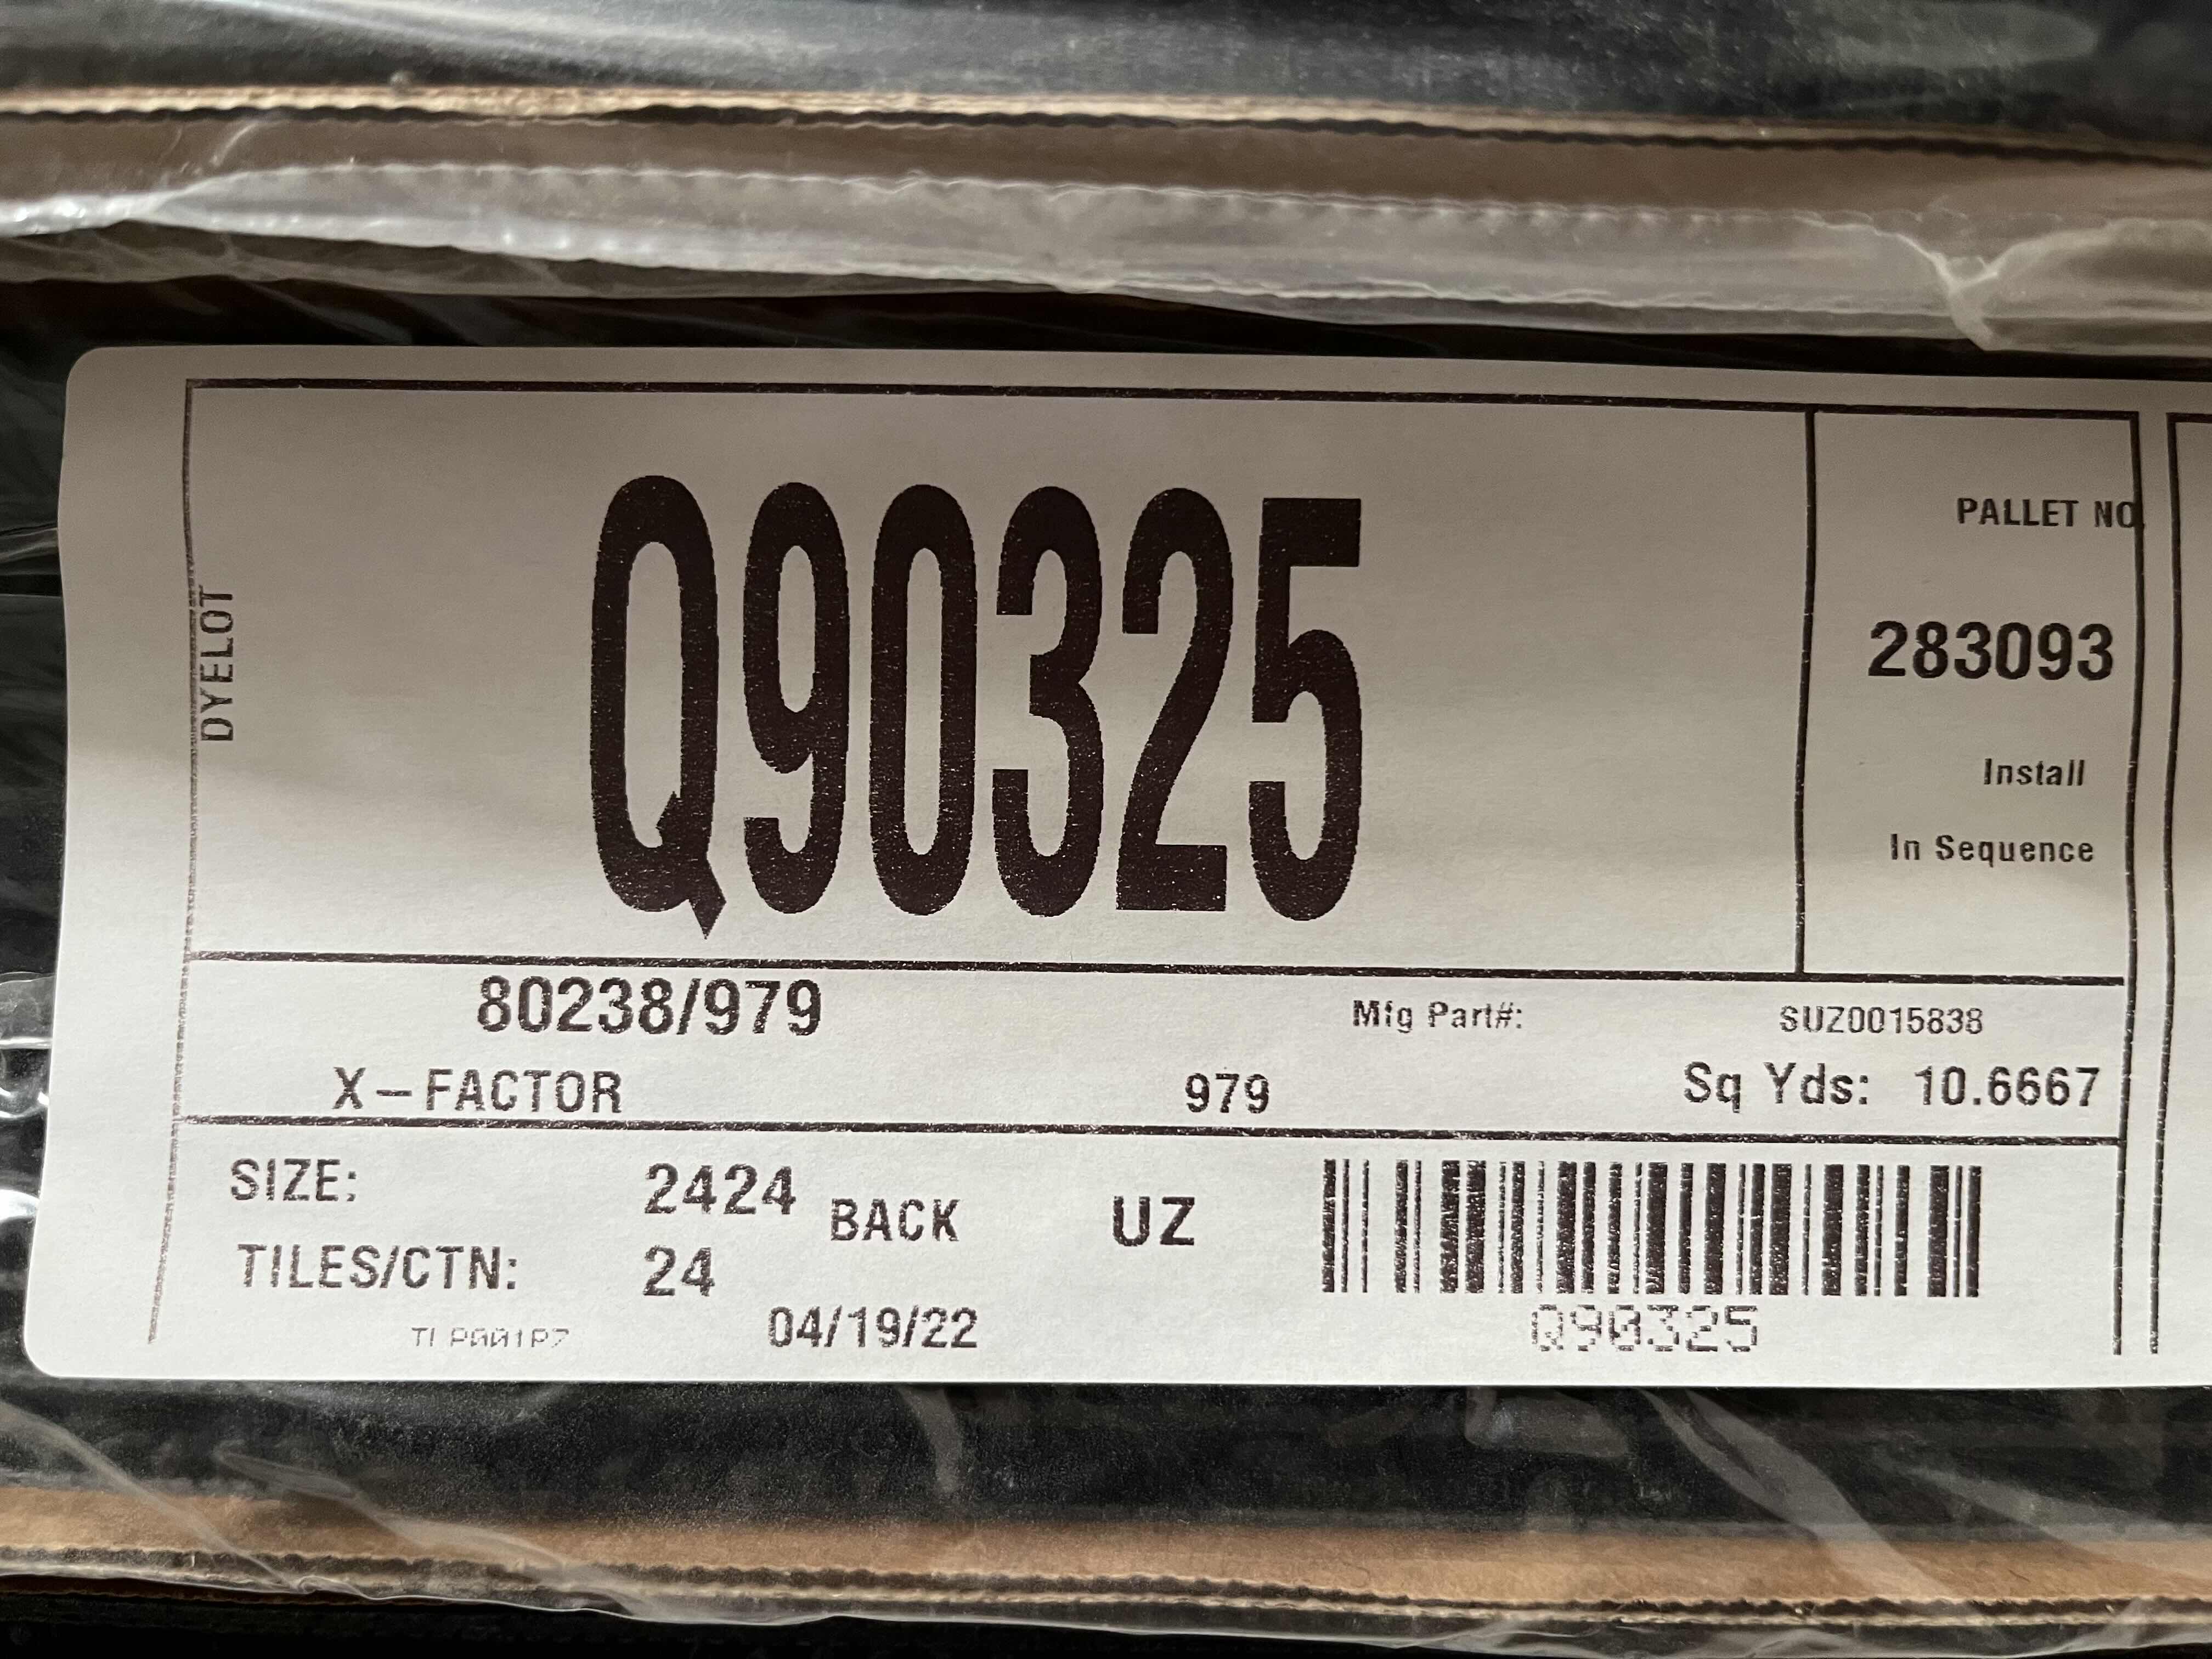 DYELOT
Q90325
PALLET NO.
283093
Install
In Sequence
80238/979
Mfg Part#: SUZ0015838
X-FACTOR 979 Sq Yds: 10.6667
SIZE: 2424 BACK UZ
TILES/CTN: 24
04/19/22 Q90325